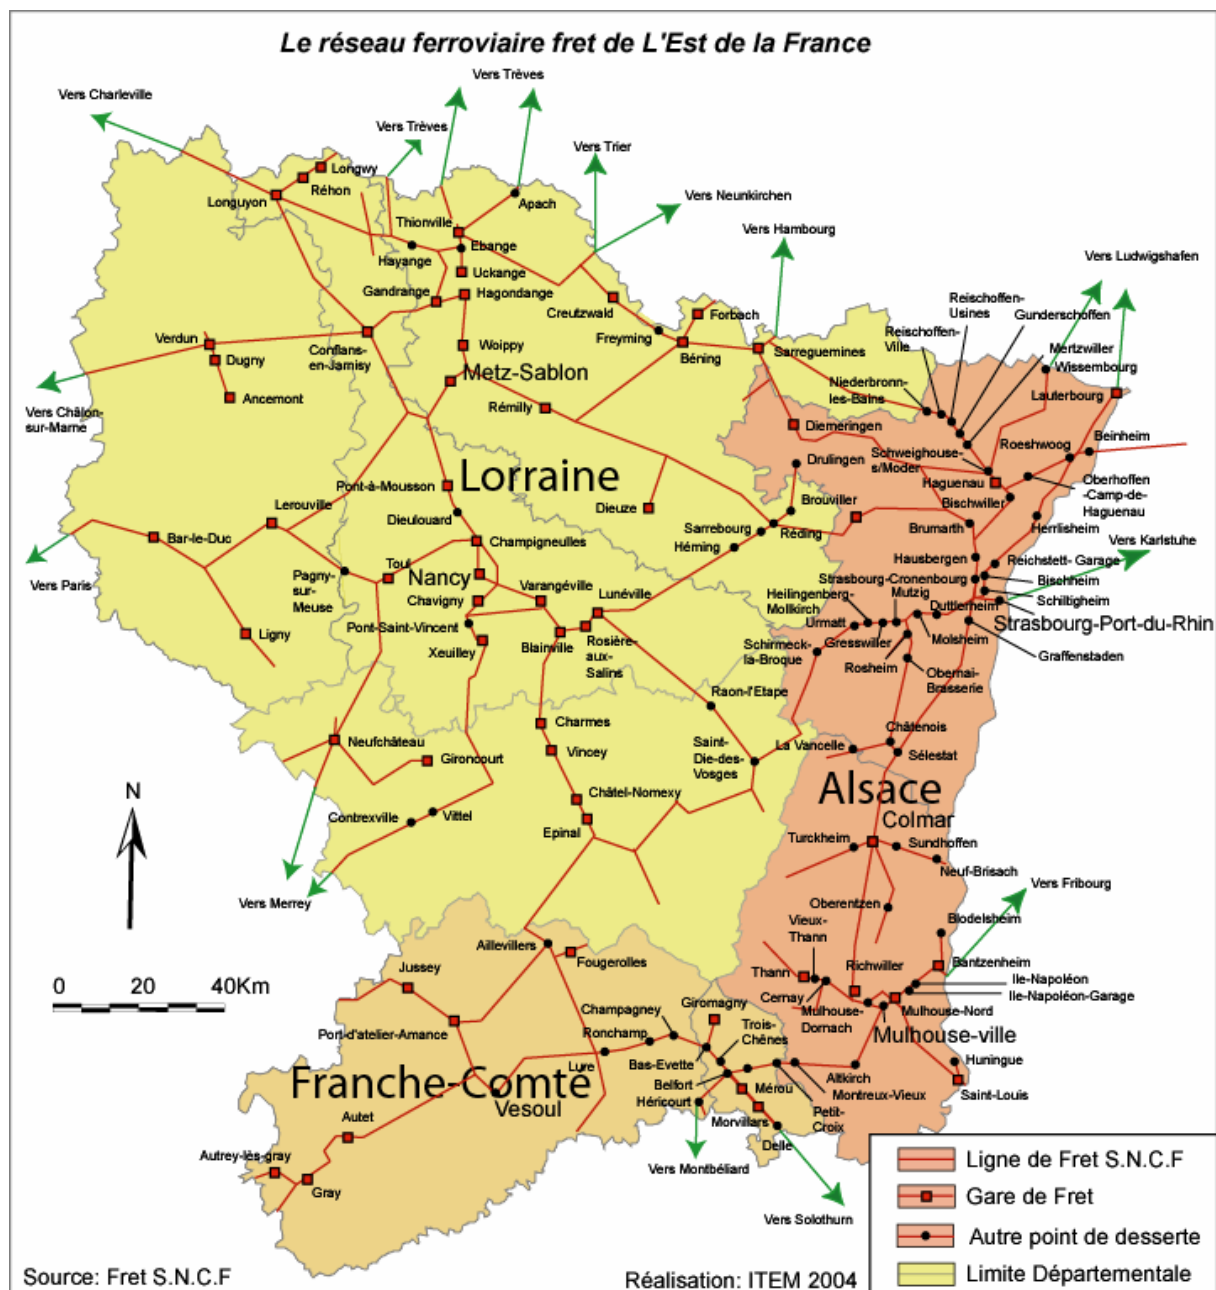 Le réseau ferroviaire fret de L'Est de la France
Vers Trèves
Vers Charleville
Vers Trèves
Vers Trier
Vers Neunkirchen
Vers Hambourg
Vers Ludwigshafen
Longwy
Réhon
Longuyon
Apach
Thionville
Ebange
Hayange
Uckange
Gandrange
Hagondange
Creutzwald
Forbach
Freyming
Béning
Sarreguemines
Reischoffen-
Usines
Gunderschoffen
Reischoffen-
Ville
Mertzwiller
Wissembourg
Lauterbourg
Niederbronn-
les-Bains
Verdun
Dugny
Ancemont
Conflans-
en-Jarnisy
Woippy
Metz-Sablon
Rémilly
Vers Châlon-
sur-Marne
Diemeringen
Drulingen
Schweighouse-
s/Moder
Roeshwoog
Beinheim
Haguenau
Bischwiller
Oberhoffen
-Camp-de-
Haguenau
Lorraine
Pont-à-Mousson
Dieuze
Brouviller
Lerouville
Dieulouard
Sarrebourg
Réding
Héming
Brumarth
Herrlisheim
Bar-le-Duc
Vers Paris
Champigneulles
Toul
Nancy
Pagny-
sur-
Meuse
Chavigny
Varangéville
Lunéville
Hausbergen
Reichstett- Garage
Vers Karlstuhe
Strasbourg-Cronenbourg
Bischheim
Mutzig
Schiltigheim
Heilingenberg-
Mollkirch
Duttlerheim
Strasbourg-Port-du-Rhin
Ligny
Pont-Saint-Vincent
Xeuilley
Blainville
Rosière-
aux-
Salins
Urmatt
Gresswiller
Molsheim
Schirmeck-
la-Broque
Rosheim
Graffenstaden
Obernai-
Brasserie
Raon-l'Etape
Neufchâteau
Gironcourt
Charmes
Vincey
Saint-
Die-des-
Vosges
La Vancelle
Châtenois
Sélestat
N
Contrexville
Vittel
Châtel-Nomexy
Epinal
Alsace
Colmar
Turckheim
Sundhoffen
Neuf-Brisach
Vers Merrey
Vers Fribourg
Oberentzen
Vieux-
Thann
Blodelsheim
Aillevillers
Fougerolles
Jussey
Richwiller
Bantzenheim
Thann
Cernay
Ile-Napoléon
Ile-Napoléon-Garage
0 20 40Km
Port-d'atelier-Amance
Champagney
Giromagny
Mulhouse-
Dornach
Mulhouse-Nord
Ronchamp
Trois-
Chênes
Mulhouse-ville
Lure
Bas-Evette
Franche-Comté
Vesoul
Belfort
Héricourt
Mérou
Altkirch
Huningue
Montreux-Vieux
Saint-Louis
Petit-
Croix
Morvillars
Delle
Autet
Autrey-lès-gray
Gray
Vers Montbéliard
Vers Solothurn
Ligne de Fret S.N.C.F
Gare de Fret
Autre point de desserte
Limite Départementale
Source: Fret S.N.C.F
Réalisation: ITEM 2004